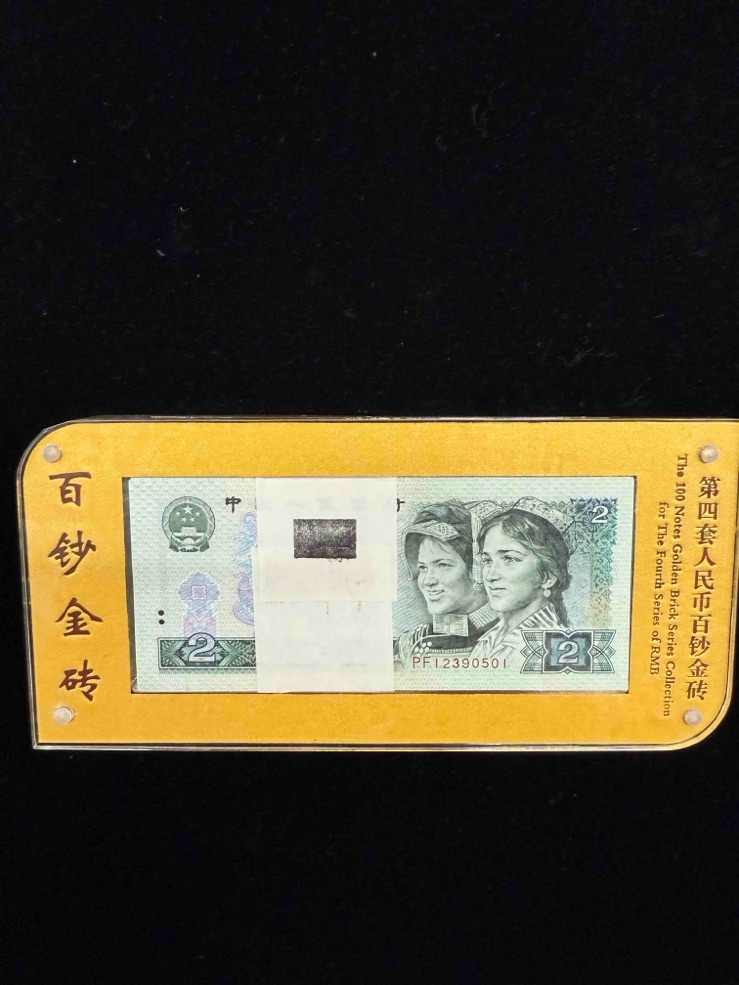 百钞金砖
中
2
PF12390501
2
2
第四套人民币百钞金砖
The 100 Notes Golden Brick Series Collection
for The Fourth Series of RMB